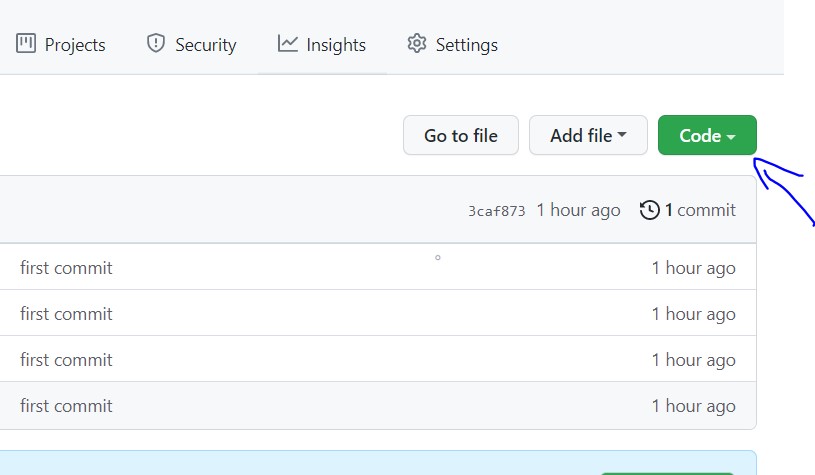 Projects Security Insights Settings
Go to file Add file Code
3caf873 1 hour ago 1 commit
first commit 1 hour ago
first commit 1 hour ago
first commit 1 hour ago
first commit 1 hour ago